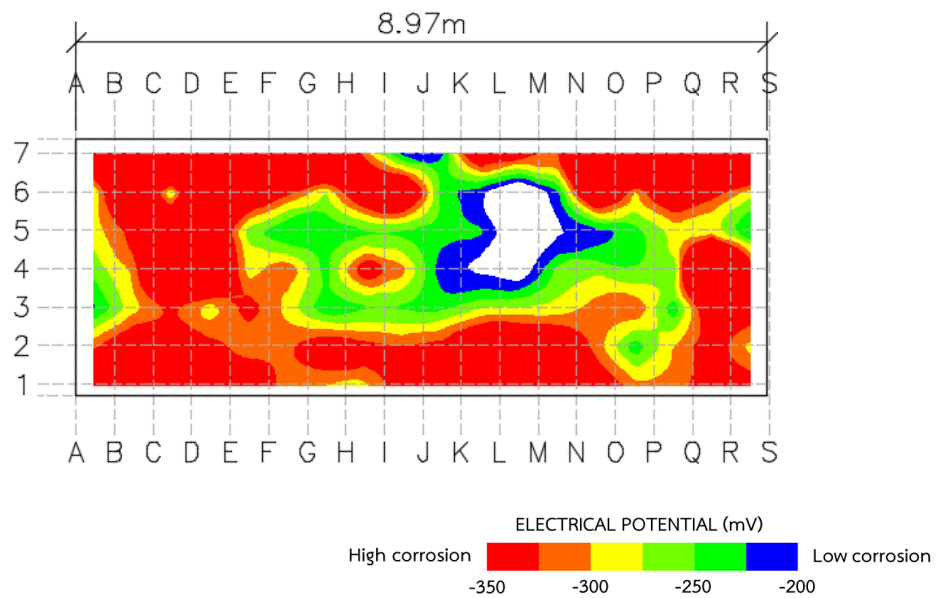 8.97m
A B C D E F G H I J K L M N O P Q R S
7
6
5
4
3
2
1
A B C D E F G H I J K L M N O P Q R S
ELECTRICAL POTENTIAL (mV)
High corrosion Low corrosion
-350 -300 -250 -200